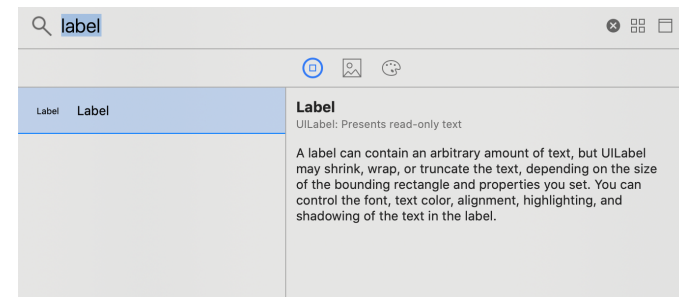 label
Label Label
Label
UILabel: Presents read-only text
A label can contain an arbitrary amount of text, but UILabel
may shrink, wrap, or truncate the text, depending on the size
of the bounding rectangle and properties you set. You can
control the font, text color, alignment, highlighting, and
shadowing of the text in the label.